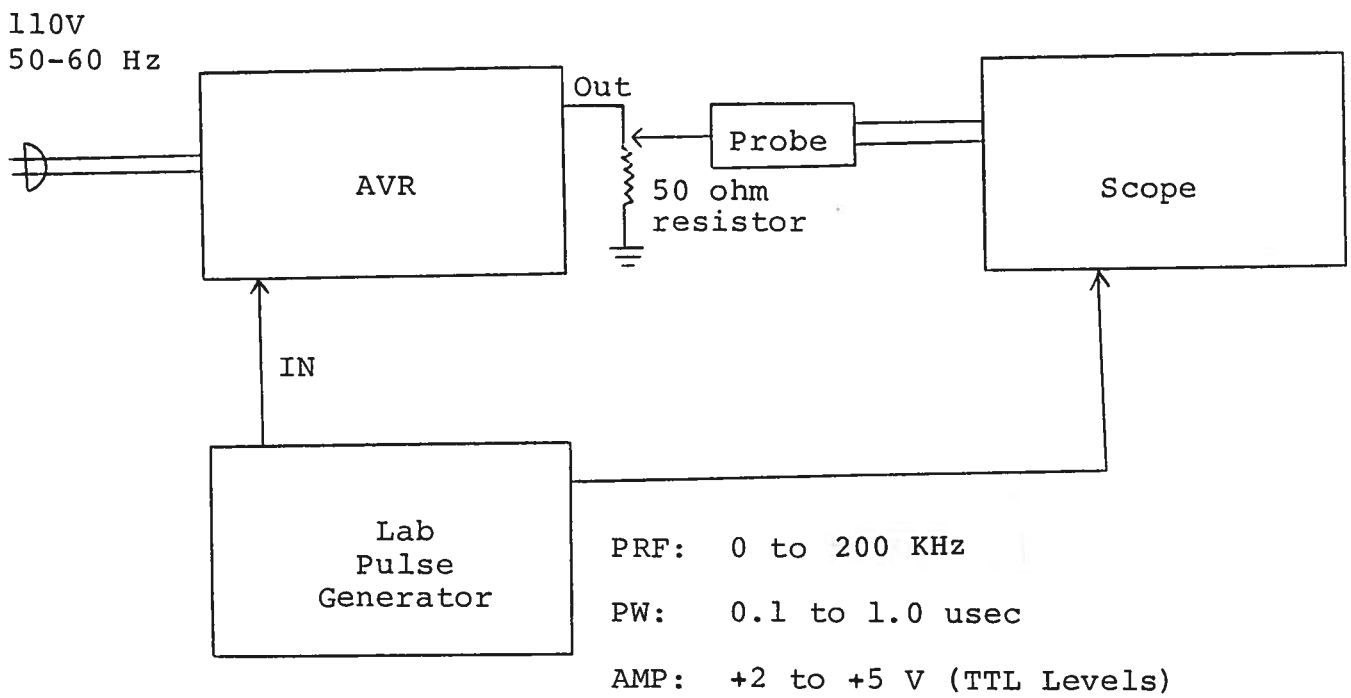 110V
50-60 Hz
Out
Probe
AVR
50 ohm
resistor
Scope
IN
Lab
Pulse
Generator
PRF: 0 to 200 KHz
PW: 0.1 to 1.0 usec
AMP: +2 to +5 V (TTL Levels)